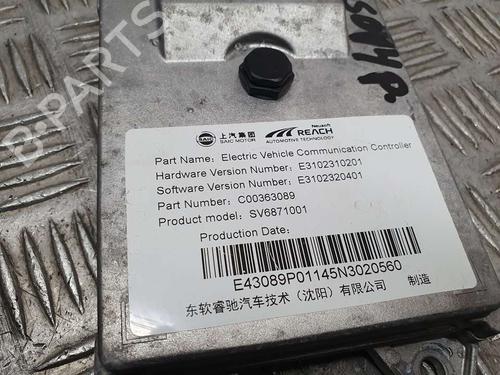 B-PARTS
上汽集团
SAIC MOTOR
Neusoft
REACH
AUTOMOTIVE TECHNOLOGY
Part Name: Electric Vehicle Communication Controller
Hardware Version Number: E3102310201
Software Version Number: E3102320401
Part Number: C00363089
Product model: SV6871001
Production Date:
E43089P01145N3020560
东软睿驰汽车技术（沈阳）有限公司 制造